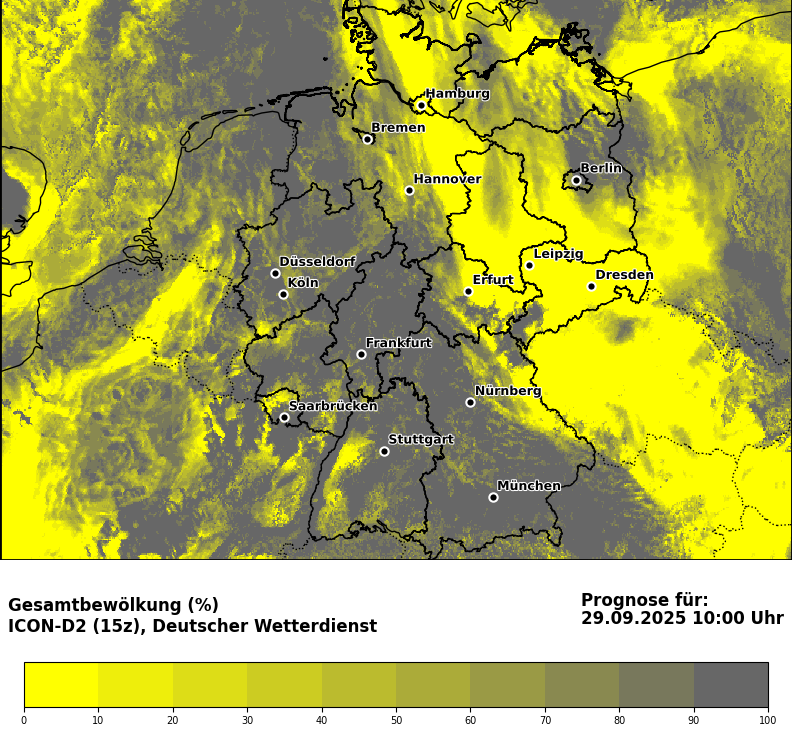 Hamburg
Bremen
Berlin
Hannover
Leipzig
Düsseldorf
Dresden
Köln
Erfurt
Frankfurt
Nürnberg
Saarbrücken
Stuttgart
München
Gesamtbewölkung (%)
ICON-D2 (15z), Deutscher Wetterdienst
Prognose für:
29.09.2025 10:00 Uhr
0 10 20 30 40 50 60 70 80 90 100